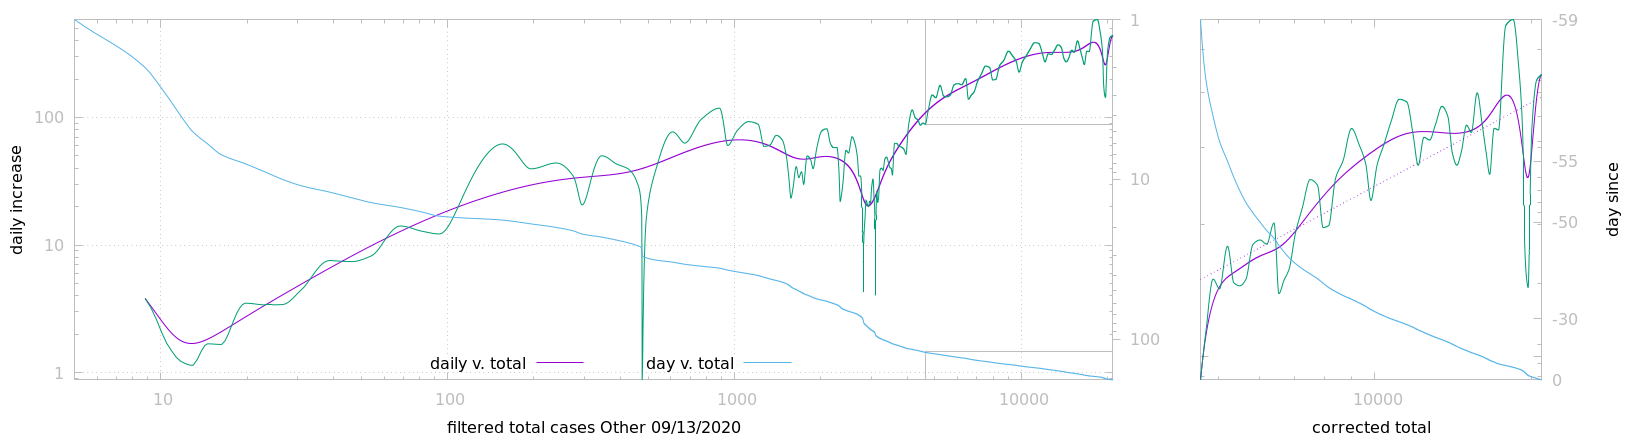 daily increase
100
10
1
daily v. total
day v. total
10
100
1000
10000
filtered total cases Other 09/13/2020
1
10
100
10000
corrected total
-59
-55
-50
-30
0
day since